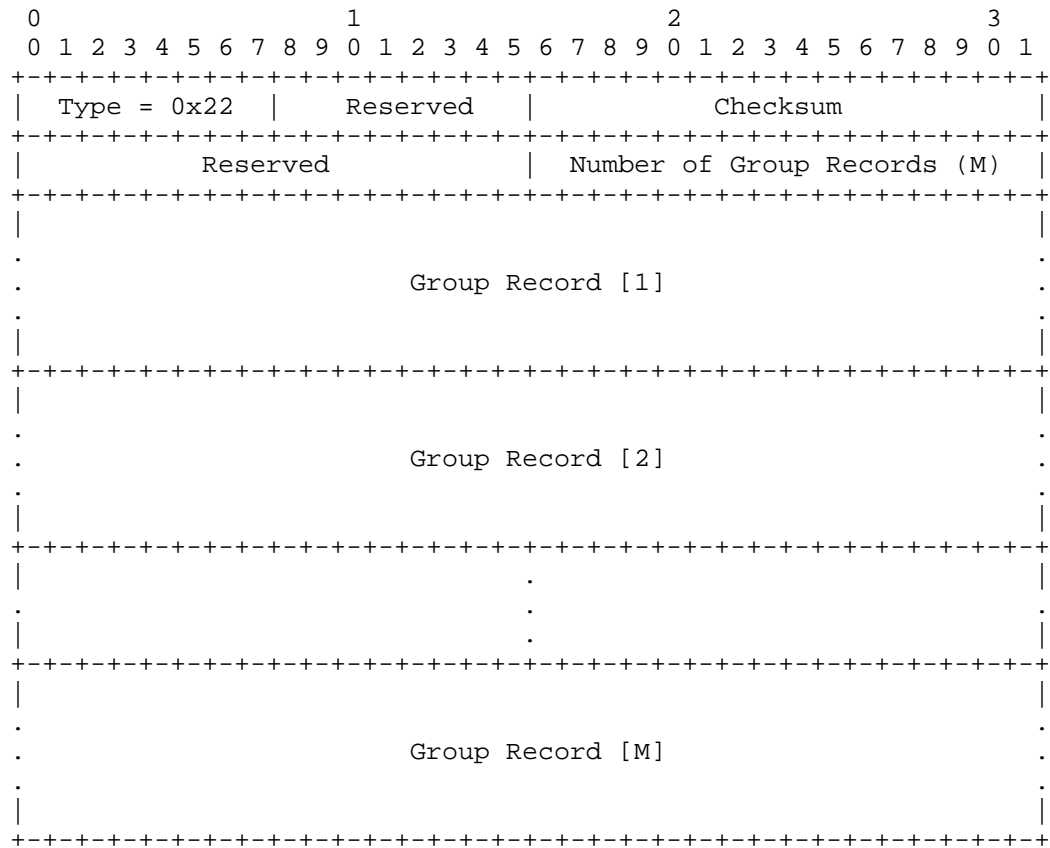 0                   1                   2                   3
 0 1 2 3 4 5 6 7 8 9 0 1 2 3 4 5 6 7 8 9 0 1 2 3 4 5 6 7 8 9 0 1
+-+-+-+-+-+-+-+-+-+-+-+-+-+-+-+-+-+-+-+-+-+-+-+-+-+-+-+-+-+-+-+-+
|  Type = 0x22  |    Reserved   |           Checksum            |
+-+-+-+-+-+-+-+-+-+-+-+-+-+-+-+-+-+-+-+-+-+-+-+-+-+-+-+-+-+-+-+-+
|           Reserved            |  Number of Group Records (M)  |
+-+-+-+-+-+-+-+-+-+-+-+-+-+-+-+-+-+-+-+-+-+-+-+-+-+-+-+-+-+-+-+-+
|                                                               |
.                                                               .
.                        Group Record [1]                       .
.                                                               .
|                                                               |
+-+-+-+-+-+-+-+-+-+-+-+-+-+-+-+-+-+-+-+-+-+-+-+-+-+-+-+-+-+-+-+-+
|                                                               |
.                                                               .
.                        Group Record [2]                       .
.                                                               .
|                                                               |
+-+-+-+-+-+-+-+-+-+-+-+-+-+-+-+-+-+-+-+-+-+-+-+-+-+-+-+-+-+-+-+-+
|                               .                               |
.                               .                               .
|                               .                               |
+-+-+-+-+-+-+-+-+-+-+-+-+-+-+-+-+-+-+-+-+-+-+-+-+-+-+-+-+-+-+-+-+
|                                                               |
.                                                               .
.                        Group Record [M]                       .
.                                                               .
|                                                               |
+-+-+-+-+-+-+-+-+-+-+-+-+-+-+-+-+-+-+-+-+-+-+-+-+-+-+-+-+-+-+-+-+